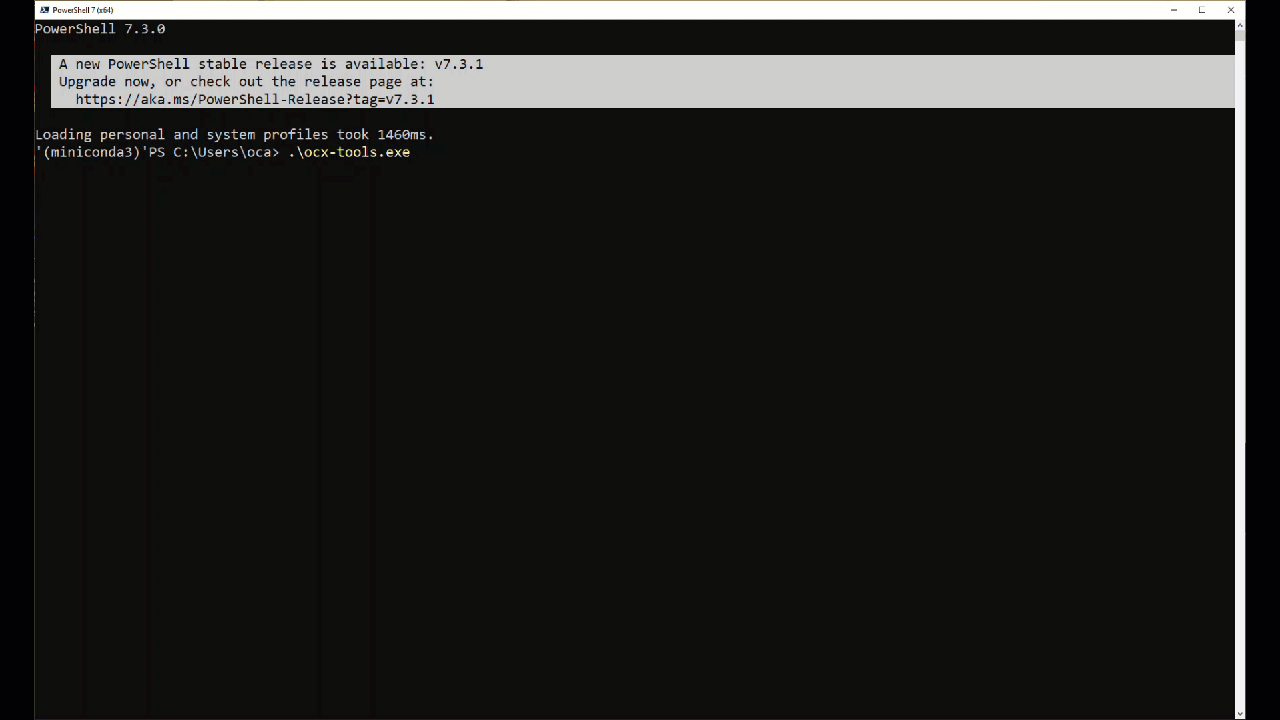 PowerShell 7 (x64)
PowerShell 7.3.0
A new PowerShell stable release is available: v7.3.1
Upgrade now, or check out the release page at:
https://aka.ms/PowerShell-Release?tag=v7.3.1
Loading personal and system profiles took 1460ms.
'(miniconda3)'PS C:\Users\oca> .\ocx-tools.exe